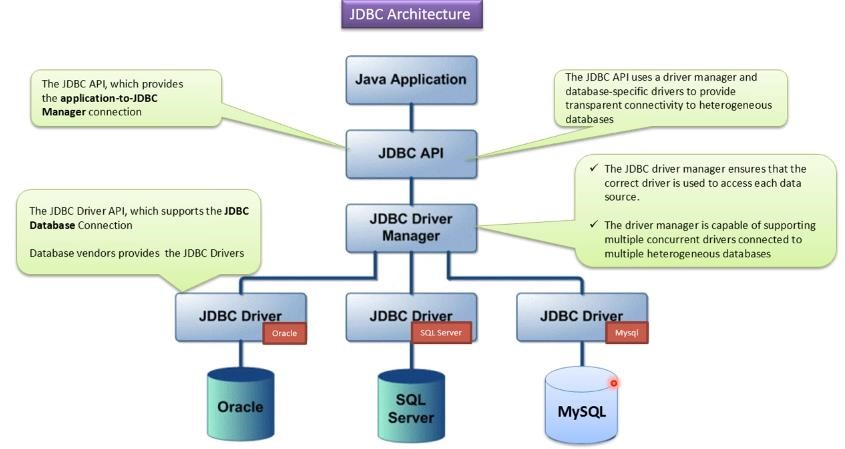 JDBC Architecture
Java Application
The JDBC API, which provides
the application-to-JDBC
Manager connection
The JDBC API uses a driver manager and
database-specific drivers to provide
transparent connectivity to heterogeneous
databases
JDBC API
✓ The JDBC driver manager ensures that the
correct driver is used to access each data
source.
✓ The driver manager is capable of supporting
multiple concurrent drivers connected to
multiple heterogeneous databases
The JDBC Driver API, which supports the JDBC
Database Connection
Database vendors provides the JDBC Drivers
JDBC Driver
Manager
JDBC Driver
Oracle
JDBC Driver
SQL Server
JDBC Driver
Mysql
Oracle
SQL
Server
MySQL